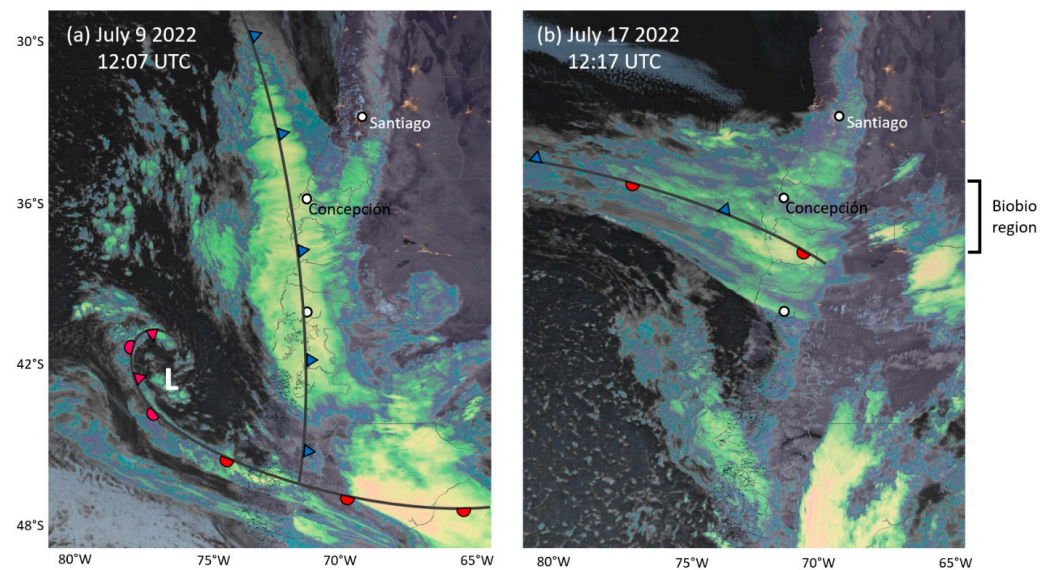 (a) July 9 2022
12:07 UTC
(b) July 17 2022
12:17 UTC
30°S
36°S
42°S
48°S
Santiago
Concepción
L
Santiago
Concepción
Biobio
region
80°W
75°W
70°W
65°W
80°W
75°W
70°W
65°W